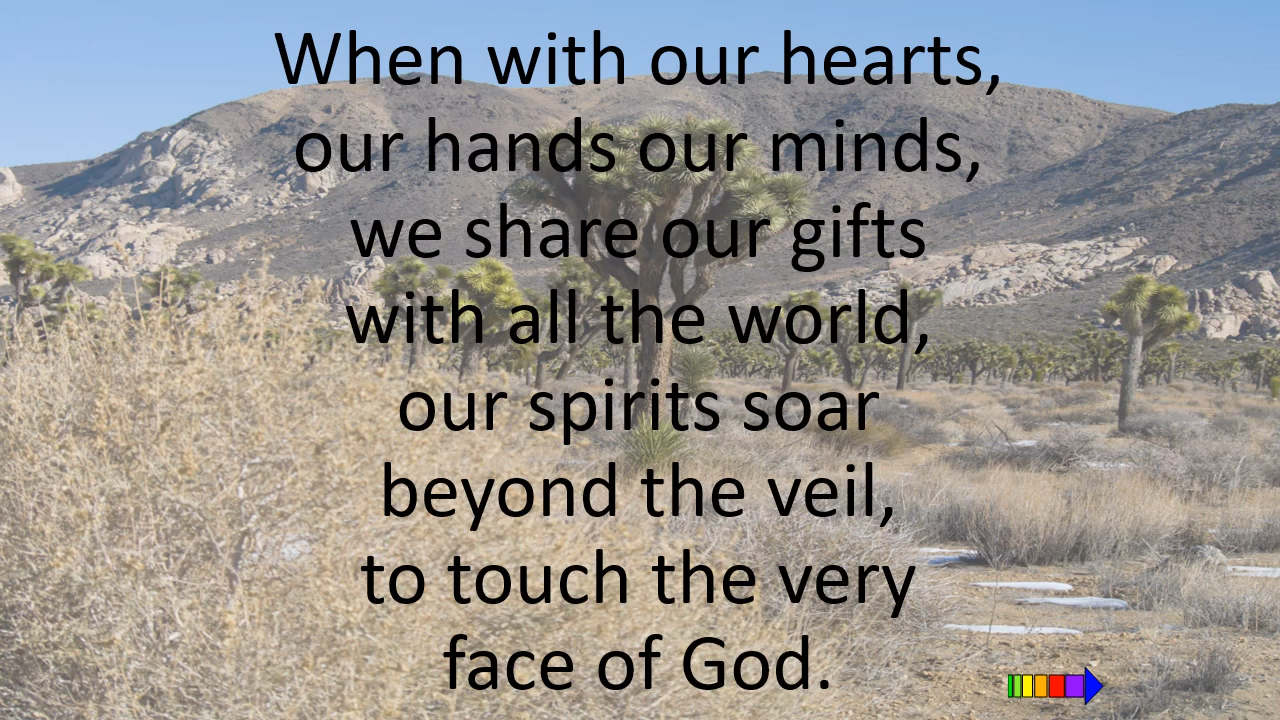 When with our hearts,
our hands our minds,
we share our gifts
with all the world,
our spirits soar
beyond the veil,
to touch the very
face of God.